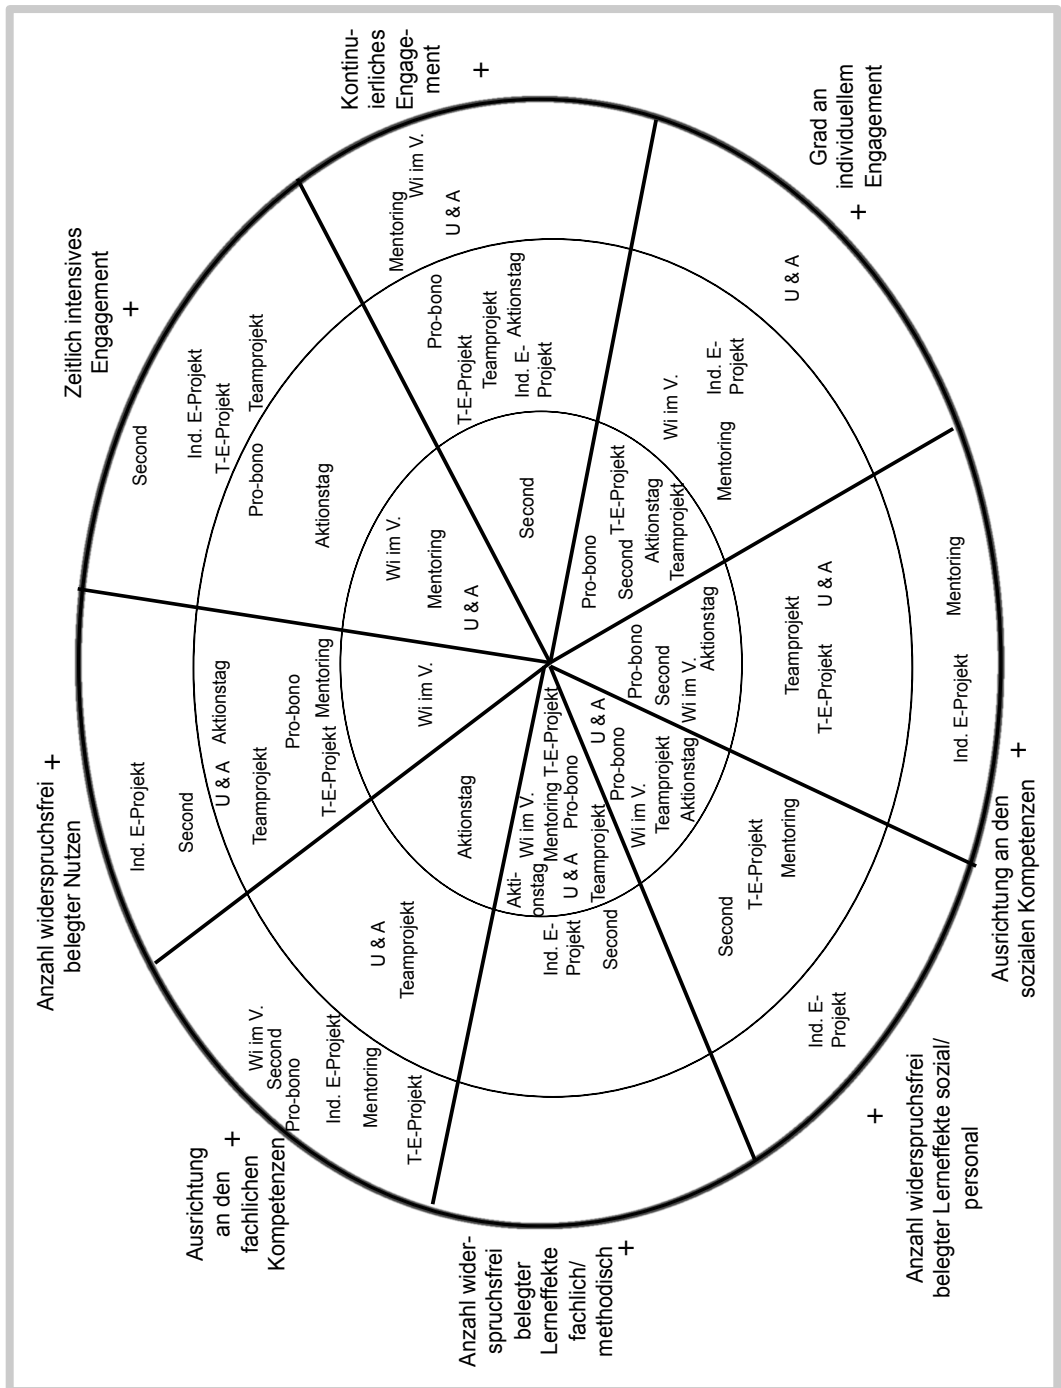 Anzahl widerspruchsfrei
belegter Nutzen
+
Ind. E-Projekt
Second
U & A
Aktionstag
Teamprojekt
Pro-bono
Mentoring
T-E-Projekt
Wi im V.
Zeitlich intensives
Engagement
+
Second
Ind. E-Projekt
T-E-Projekt
Teamprojekt
Pro-bono
Aktionstag
Wi im V.
Mentoring
U & A
Kontinu-
ierliches
Engage-
ment
+
Mentoring
Wi im V.
U & A
Pro-bono
T-E-Projekt
Teamprojekt
Aktionstag
Ind. E-
Projekt
Second
Grad an
individuellem
Engagement
+
U & A
Wi im V.
Ind. E-
Projekt
Mentoring
Pro-bono
T-E-Projekt
Second
Aktionstag
Teamprojekt
Ausrichtung an den
sozialen Kompetenzen
+
Mentoring
Ind. E-Projekt
Teamprojekt
U & A
T-E-Projekt
Pro-bono
Second
Wi im V.
Aktionstag
Anzahl widerspruchsfrei
belegter Lerneffekte sozial/
personal
+
Ind. E-
Projekt
Second
T-E-Projekt
Mentoring
U & A
Pro-bono
Wi im V.
Teamprojekt
Aktionstag
Anzahl wider-
spruchsfrei
belegter
Lerneffekte
fachlich/
methodisch
+
Akti-
onstag
Wi im V.
Mentoring
T-E-Projekt
U & A
Pro-bono
Teamprojekt
Ind. E-
Projekt
Second
Ausrichtung
an den
fachlichen
Kompetenzen
+
Wi im V.
Second
Pro-bono
Ind. E-Projekt
Mentoring
T-E-Projekt
U & A
Teamprojekt
Aktionstag